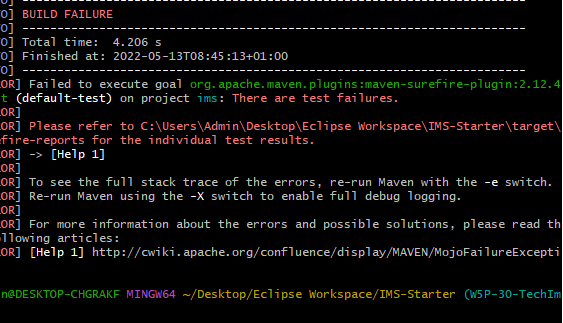 O] BUILD FAILURE
O] ------------------------------------------------------------------------
O] Total time: 4.206 s
O] Finished at: 2022-05-13T08:45:13+01:00
O] ------------------------------------------------------------------------
OR] Failed to execute goal org.apache.maven.plugins:maven-surefire-plugin:2.12.4
t (default-test) on project ims: There are test failures.
OR]
OR] Please refer to C:\Users\Admin\Desktop\Eclipse Workspace\IMS-Starter\target\
efire-reports for the individual test results.
OR] -> [Help 1]
OR]
OR] To see the full stack trace of the errors, re-run Maven with the -e switch.
OR] Re-run Maven using the -X switch to enable full debug logging.
OR]
OR] For more information about the errors and possible solutions, please read th
ollowing articles:
OR] [Help 1] http://cwiki.apache.org/confluence/display/MAVEN/MojoFailureExcepti
n@DESKTOP-CHGRAKF MINGW64 ~/Desktop/Eclipse Workspace/IMS-Starter (W5P-30-TechIm